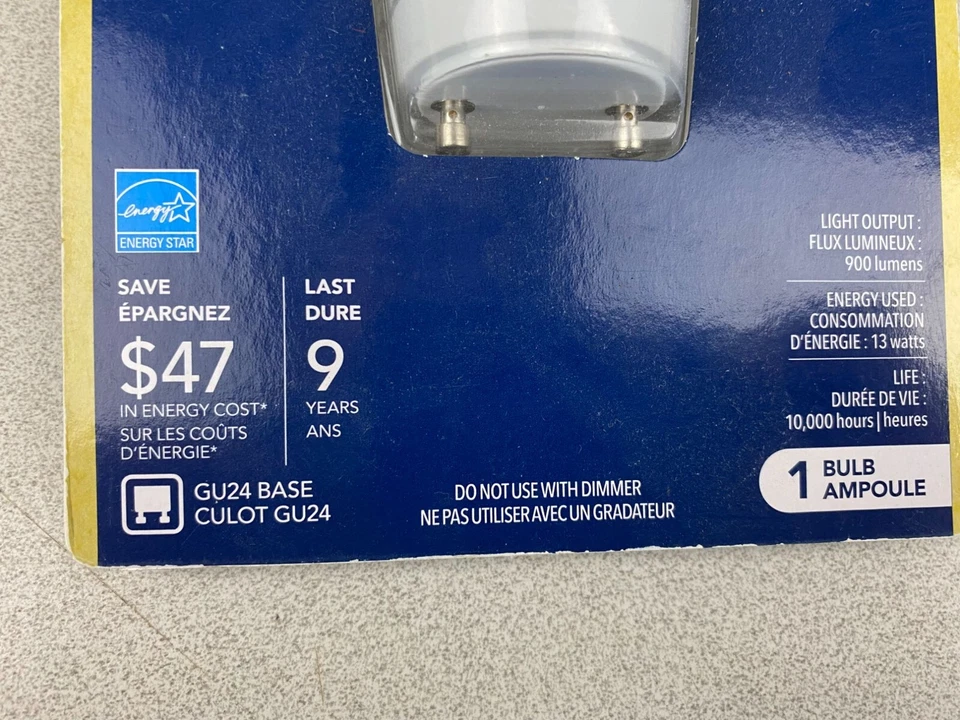 energy
ENERGY STAR
SAVE
ÉPARGNEZ
$47
IN ENERGY COST*
SUR LES COÛTS
D'ÉNERGIE*
LAST
DURE
9
YEARS
ANS
GU24 BASE
CULOT GU24
DO NOT USE WITH DIMMER
NE PAS UTILISER AVEC UN GRADATEUR
LIGHT OUTPUT :
FLUX LUMINEUX :
900 lumens
ENERGY USED :
CONSOMMATION
D'ÉNERGIE : 13 watts
LIFE :
DURÉE DE VIE :
10,000 hours | heures
1 BULB
AMPOULE